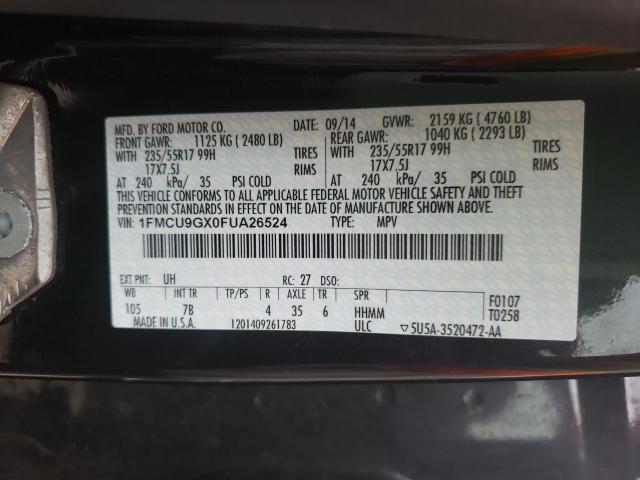 MFD. BY FORD MOTOR CO. DATE: 09/14 GVWR: 2159 KG ( 4760 LB)
FRONT GAWR: 1125 KG ( 2480 LB) REAR GAWR: 1040 KG ( 2293 LB)
WITH 235/55R17 99H TIRES WITH 235/55R17 99H TIRES
17X7.5J RIMS 17X7.5J RIMS
AT 240 kPa/ 35 PSI COLD AT 240 kPa/ 35 PSI COLD
THIS VEHICLE CONFORMS TO ALL APPLICABLE FEDERAL MOTOR VEHICLE SAFETY AND THEFT
PREVENTION STANDARDS IN EFFECT ON THE DATE OF MANUFACTURE SHOWN ABOVE.
VIN: 1FMCU9GX0FUA26524 TYPE: MPV
EXT PNT: UH RC: 27 DSO:
WB INT TR TP/PS R AXLE TR SPR F0107
105 7B 4 35 6 HHMM T0258
MADE IN U.S.A. 1201409261783 ULC ▽5U5A-3520472-AA